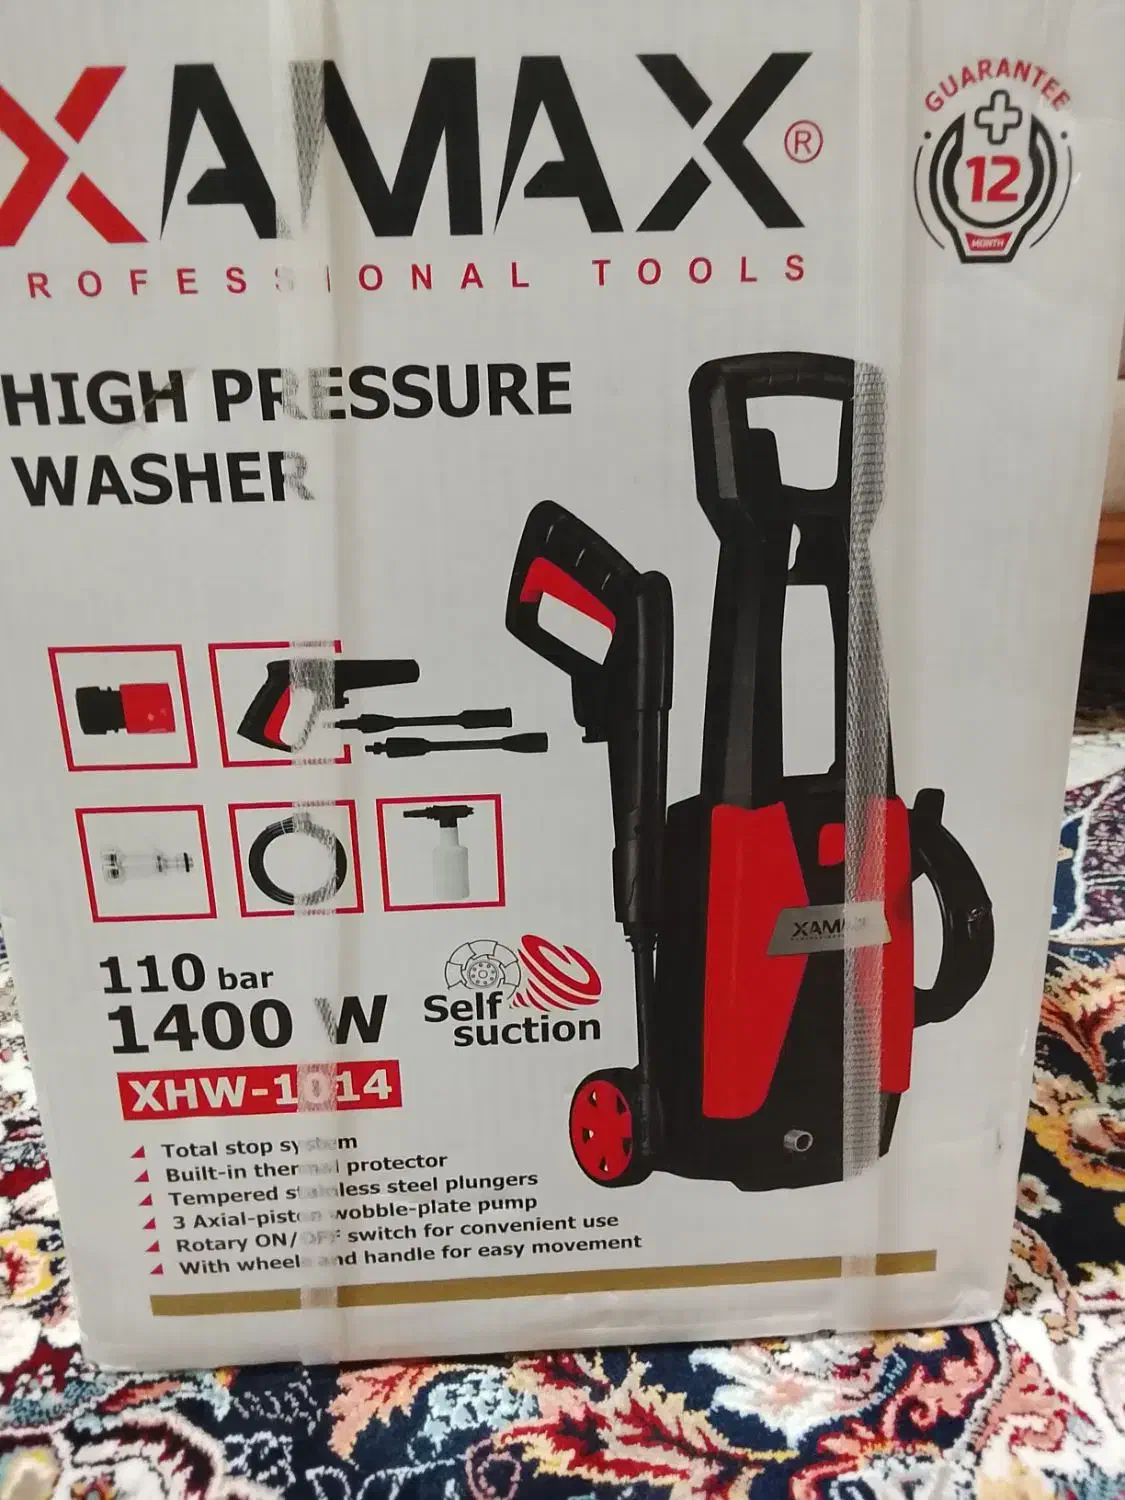 XAMAX®
PROFESSIONAL TOOLS
GUARANTEE
12
MONTH
HIGH PRESSURE
WASHER
XAMAX
110 bar
1400 W
Self
suction
XHW-1014
Total stop system
Built-in thermal protector
Tempered stainless steel plungers
3 Axial-piston wobble-plate pump
Rotary ON/OFF switch for convenient use
With wheels and handle for easy movement